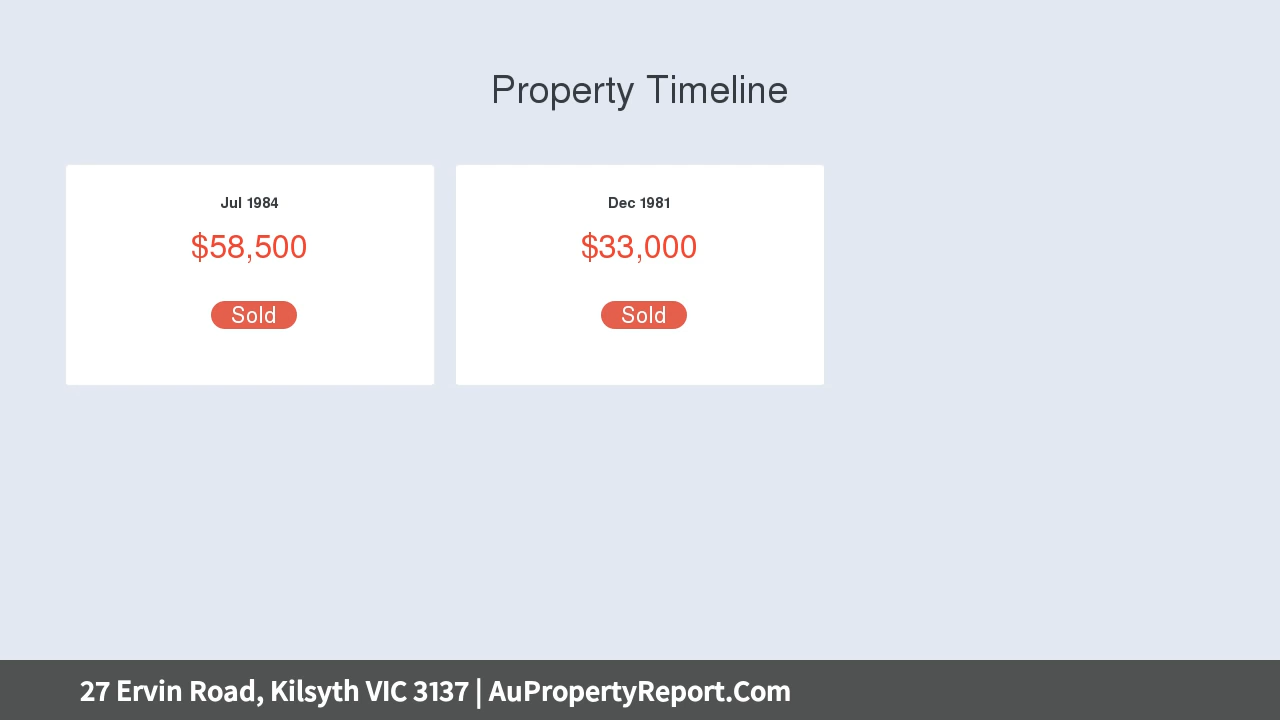 Property Timeline
Jul 1984
$58,500
Sold
Dec 1981
$33,000
Sold
27 Ervin Road, Kilsyth VIC 3137 | AuPropertyReport.Com